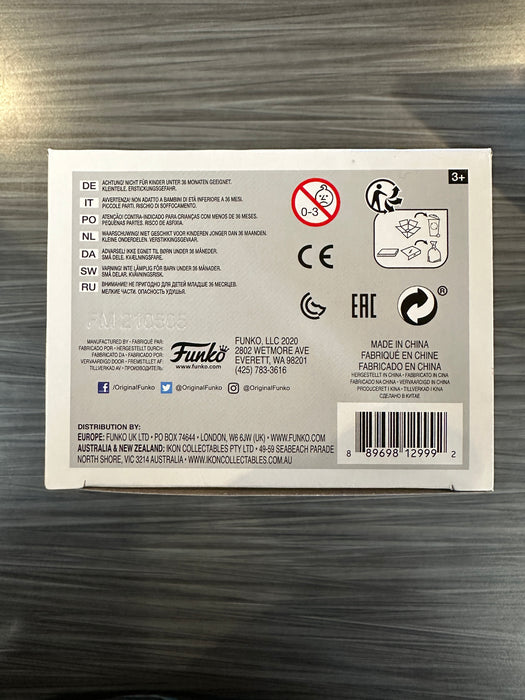 DE ACHTUNG! NICHT FÜR KINDER UNTER 36 MONATEN GEEIGNET.
KLEINTEILE. ERSTICKUNGSGEFAHR.
IT AVVERTENZA! NON ADATTO A BAMBINI DI ETÀ INFERIORE A 36 MESI.
PICCOLE PARTI. RISCHIO DI SOFFOCAMENTO.
PO ATENÇÃO! CONTRA-INDICADO PARA CRIANÇAS COM MENOS DE 36 MESES.
PEQUENAS PARTES. RISCO DE ASFIXIA.
NL WAARSCHUWING! NIET GESCHIKT VOOR KINDEREN JONGER DAN 36 MAANDEN.
KLEINE ONDERDELEN. VERSTIKKINGSGEVAAR.
DA ADVARSEL! IKKE EGNET TIL BØRN UNDER 36 MÅNEDER.
SMÅ DELE. KVÆLNINGSFARE.
SW VARNING! INTE LÄMPLIG FÖR BARN UNDER 36 MÅNADER.
SMÅ DELAR. KVÄVNINGSRISK.
RU ВНИМАНИЕ! НЕ ПРИГОДНО ДЛЯ ДЕТЕЙ МЛАДШЕ 36 МЕСЯЦЕВ.
МЕЛКИЕ ЧАСТИ. ОПАСНОСТЬ УДУШЬЯ.
0-3
3+
CE
EAC
®
MANUFACTURED BY • FABRIQUÉ PAR:
FABRICADO POR • HERGESTELLT DURCH:
FABBRICATO DA • FABRICADO POR:
VERVAARDIGD DOOR • FREMSTILLET AF:
TILLVERKAD AV •
Funko
www.funko.com
FUNKO, LLC 2020
2802 WETMORE AVE
EVERETT, WA 98201
(425) 783-3616
MADE IN CHINA
FABRIQUÉ EN CHINE
FABRICADO EN CHINA
HERGESTELLT IN CHINA • FABBRICATO IN CINA
FABRICADO NA CHINA • VERVAARDIGD IN CHINA
PRODUCERET I KINA • TILLVERKAD I KINA
СДЕЛАНО В КИТАЕ
/OriginalFunko @OriginalFunko @OriginalFunko
DISTRIBUTION BY:
EUROPE: FUNKO UK LTD • PO BOX 74644 • LONDON, W6 6JW (UK) • WWW.FUNKO.COM
AUSTRALIA & NEW ZEALAND: IKON COLLECTABLES PTY LTD • 49-59 SEABEACH PARADE
NORTH SHORE, VIC 3214 AUSTRALIA • WWW.IKONCOLLECTABLES.COM.AU
8 89698 12999 2